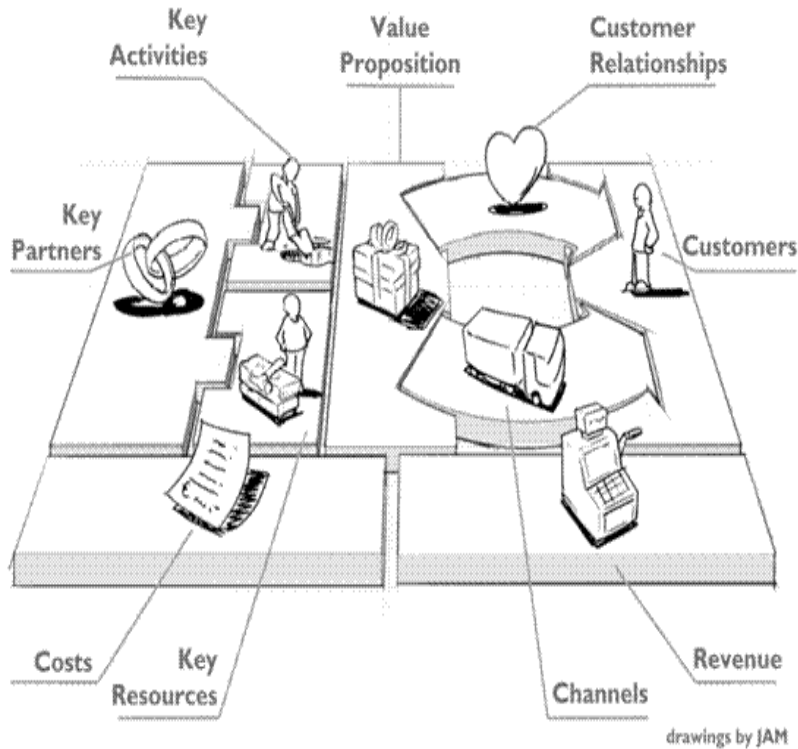 Key
Activities
Value
Proposition
Customer
Relationships
Key
Partners
Customers
Costs
Key
Resources
Channels
Revenue
drawings by JAM